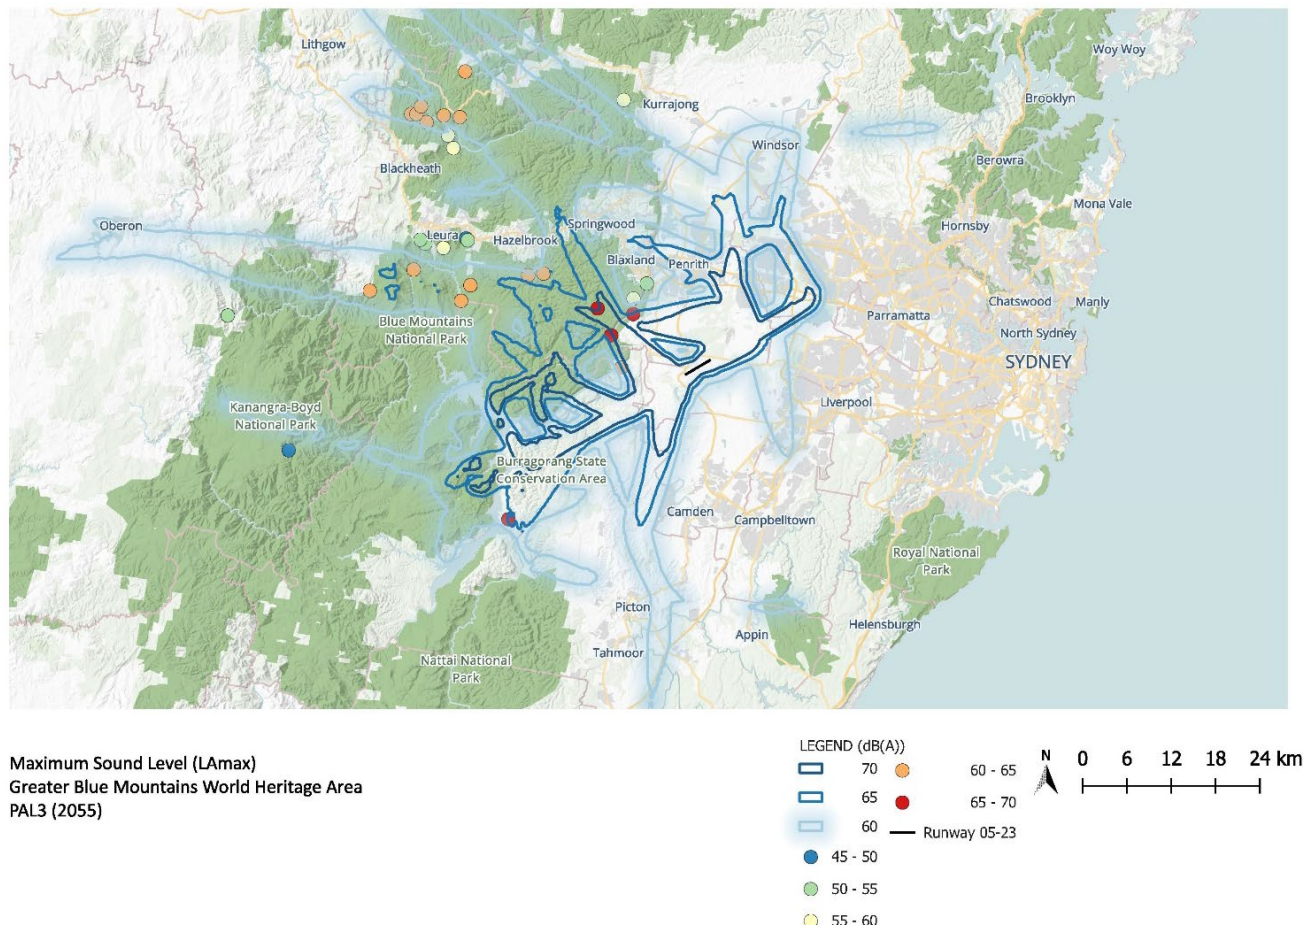 Lithgow
Woy Woy
Kurrajong
Brooklyn
Windsor
Berowra
Blackheath
Mona Vale
Oberon
Springwood
Leura
Hazelbrook
Hornsby
Blaxland
Penrith
Chatswood
Manly
Parramatta
Blue Mountains
National Park
North Sydney
SYDNEY
Kanangra-Boyd
National Park
Liverpool
Burragorang State
Conservation Area
Camden
Campbelltown
Royal National
Park
Picton
Appin
Helensburgh
Tahmoor
Nattai National
Park
Maximum Sound Level (LAmax)
Greater Blue Mountains World Heritage Area
PAL3 (2055)
LEGEND (dB(A))
70
65
60
45 - 50
50 - 55
55 - 60
60 - 65
65 - 70
Runway 05-23
N
0 6 12 18 24 km